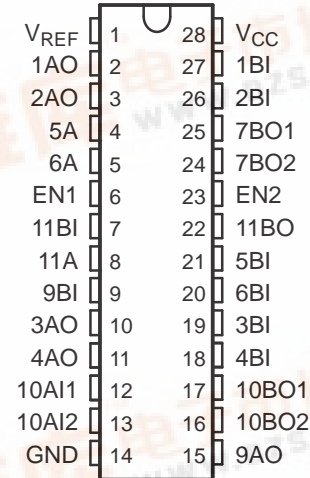 VREF 1 28 VCC
1AO 2 27 1BI
2AO 3 26 2BI
5A 4 25 7BO1
6A 5 24 7BO2
EN1 6 23 EN2
11BI 7 22 11BO
11A 8 21 5BI
9BI 9 20 6BI
3AO 10 19 3BI
4AO 11 18 4BI
10AI1 12 17 10BO1
10AI2 13 16 10BO2
GND 14 15 9AO